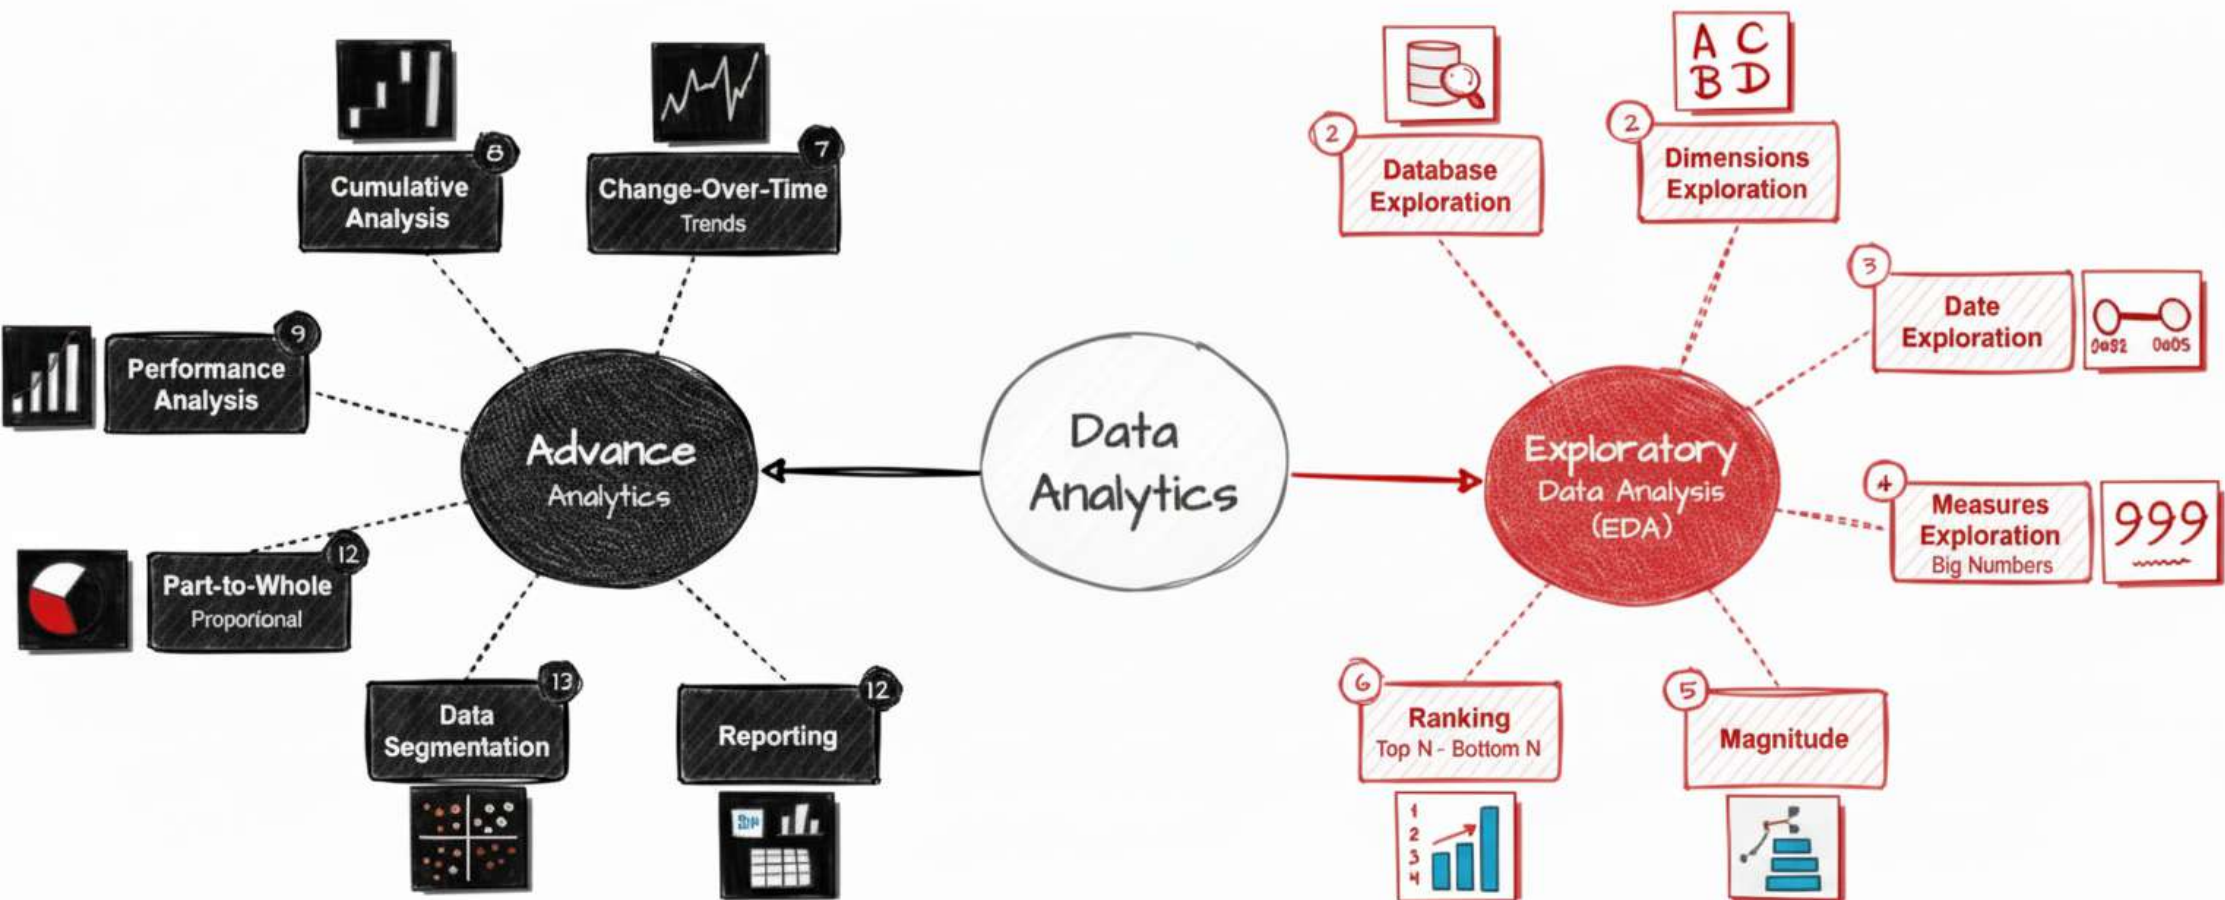 8
Cumulative
Analysis
7
Change-Over-Time
Trends
9
Performance
Analysis
12
Part-to-Whole
Proporional
13
Data
Segmentation
12
Reporting
Advance
Analytics
Data
Analytics
Exploratory
Data Analysis
(EDA)
2
Database
Exploration
A C
B D
2
Dimensions
Exploration
3
Date
Exploration
4
Measures
Exploration
Big Numbers
999
5
Magnitude
6
Ranking
Top N - Bottom N
1
2
3
4